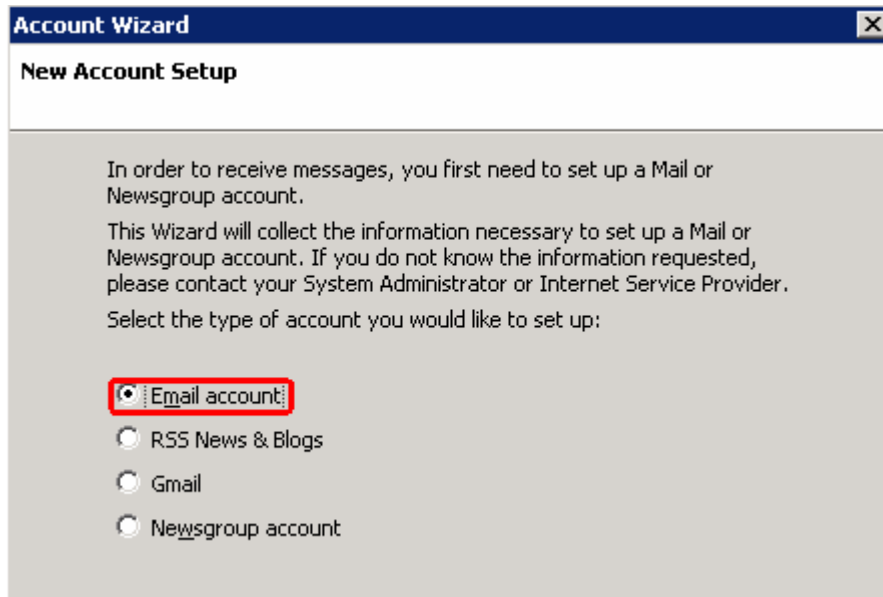 Account Wizard
New Account Setup
In order to receive messages, you first need to set up a Mail or
Newsgroup account.
This Wizard will collect the information necessary to set up a Mail or
Newsgroup account. If you do not know the information requested,
please contact your System Administrator or Internet Service Provider.
Select the type of account you would like to set up:
Email account
RSS News & Blogs
Gmail
Newsgroup account